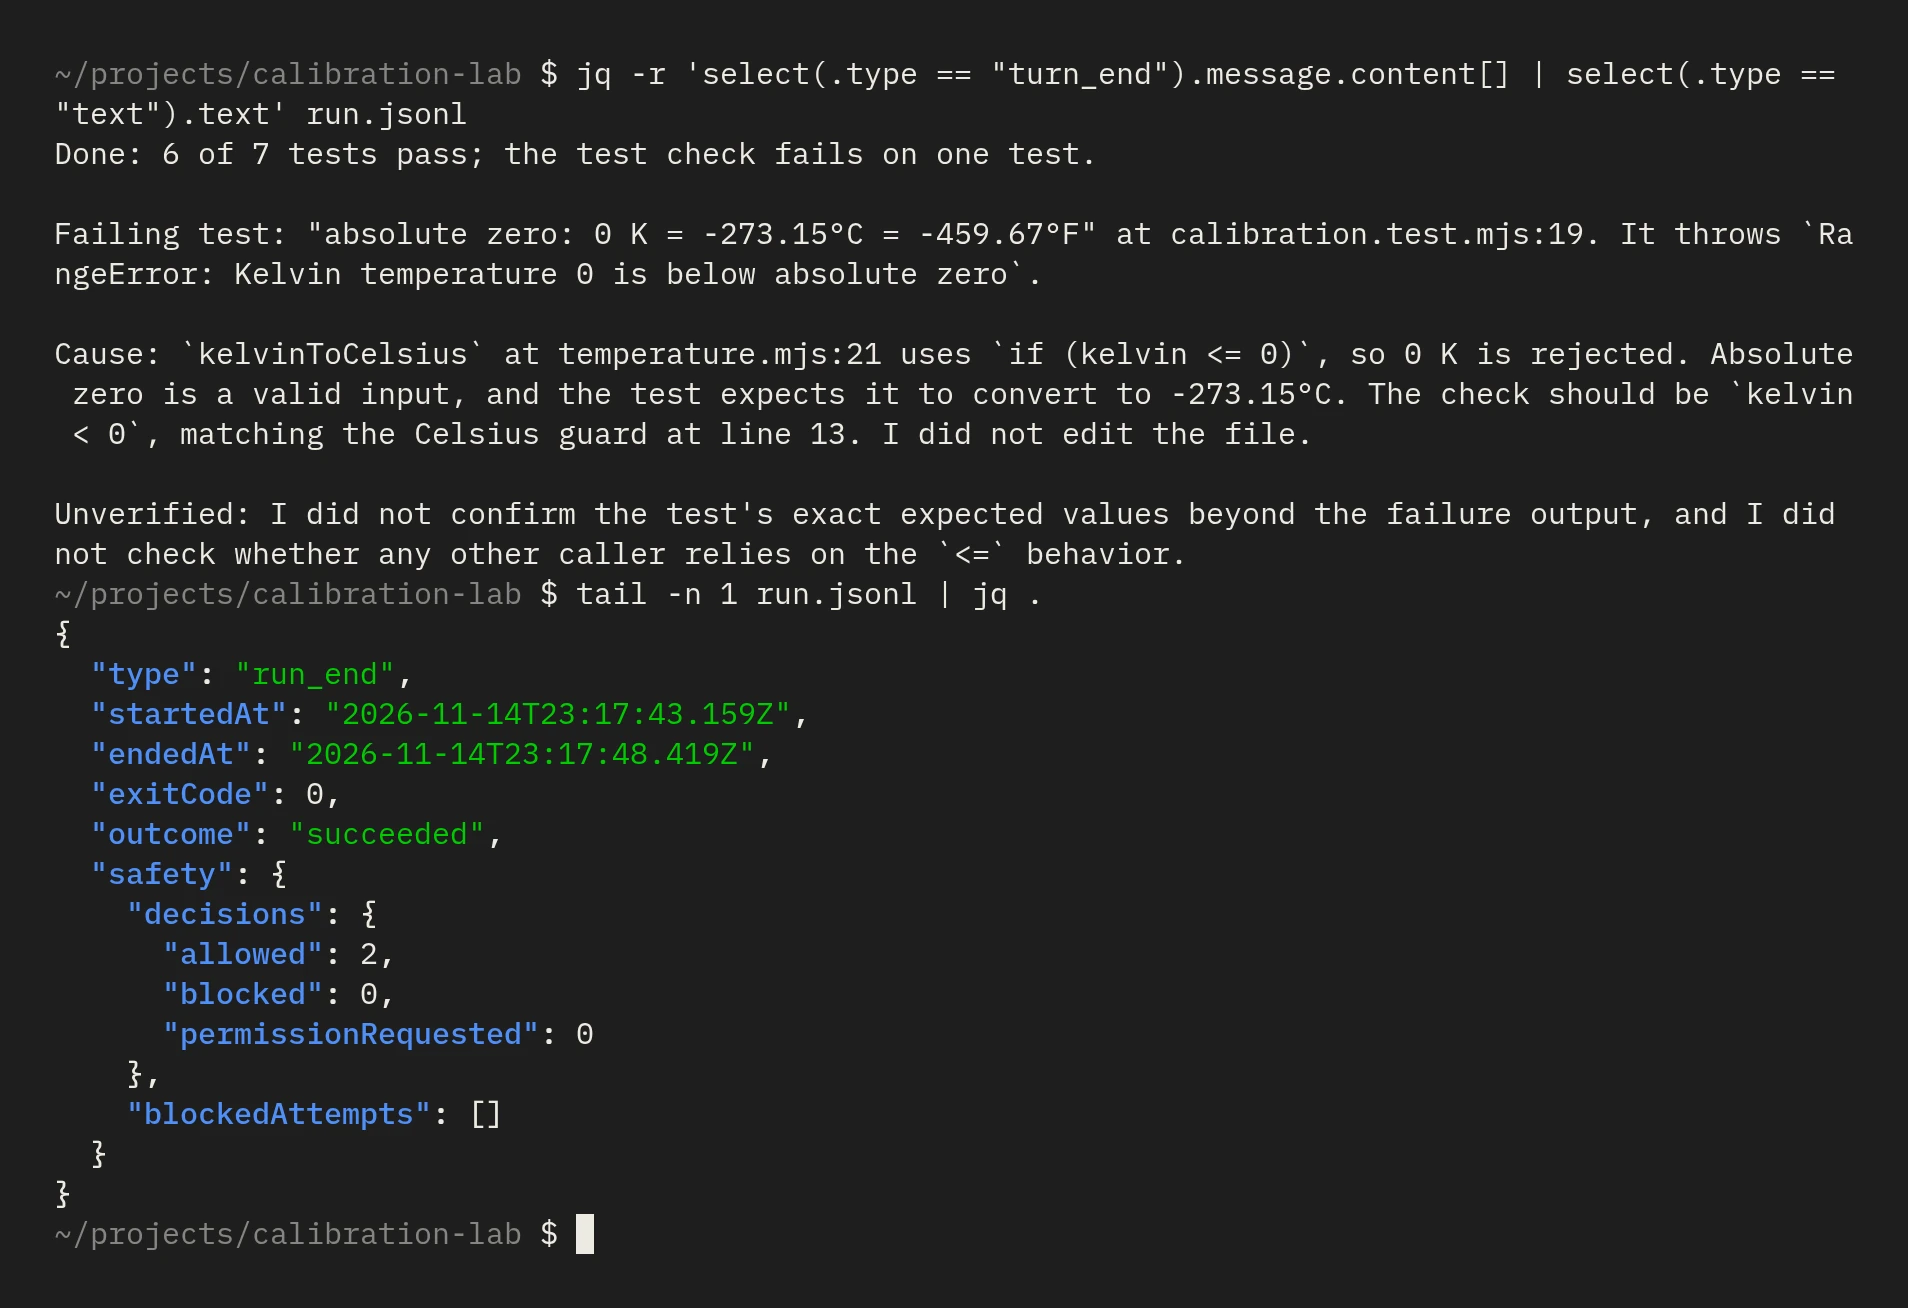 ~/projects/calibration-lab $ jq -r 'select(.type == "turn_end").message.content[] | select(.type ==
"text").text' run.jsonl
Done: 6 of 7 tests pass; the test check fails on one test.

Failing test: "absolute zero: 0 K = -273.15°C = -459.67°F" at calibration.test.mjs:19. It throws `Ra
ngeError: Kelvin temperature 0 is below absolute zero`.

Cause: `kelvinToCelsius` at temperature.mjs:21 uses `if (kelvin <= 0)`, so 0 K is rejected. Absolute
 zero is a valid input, and the test expects it to convert to -273.15°C. The check should be `kelvin
 < 0`, matching the Celsius guard at line 13. I did not edit the file.

Unverified: I did not confirm the test's exact expected values beyond the failure output, and I did
not check whether any other caller relies on the `<=` behavior.
~/projects/calibration-lab $ tail -n 1 run.jsonl | jq .
{
  "type": "run_end",
  "startedAt": "2026-11-14T23:17:43.159Z",
  "endedAt": "2026-11-14T23:17:48.419Z",
  "exitCode": 0,
  "outcome": "succeeded",
  "safety": {
    "decisions": {
      "allowed": 2,
      "blocked": 0,
      "permissionRequested": 0
    },
    "blockedAttempts": []
  }
}
~/projects/calibration-lab $